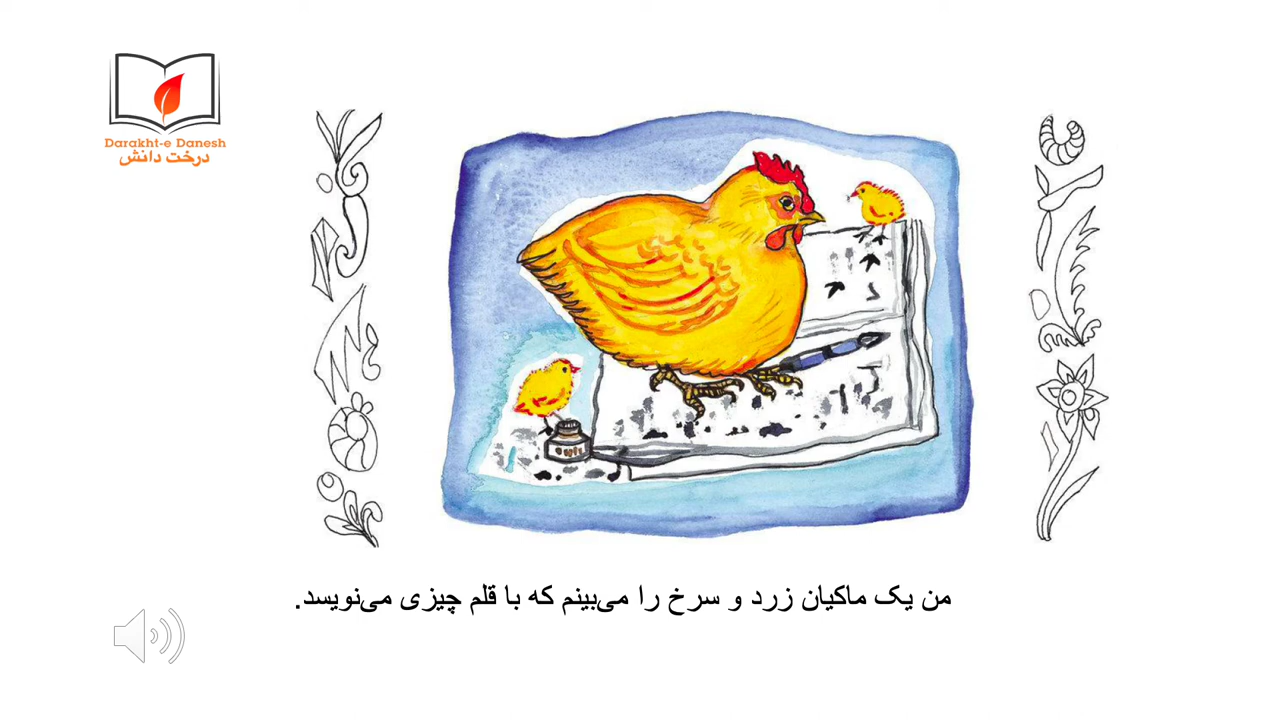 Darakht-e Danesh
درخت دانش
من یک ماکیان زرد و سرخ را می‌بینم که با قلم چیزی می‌نویسد.